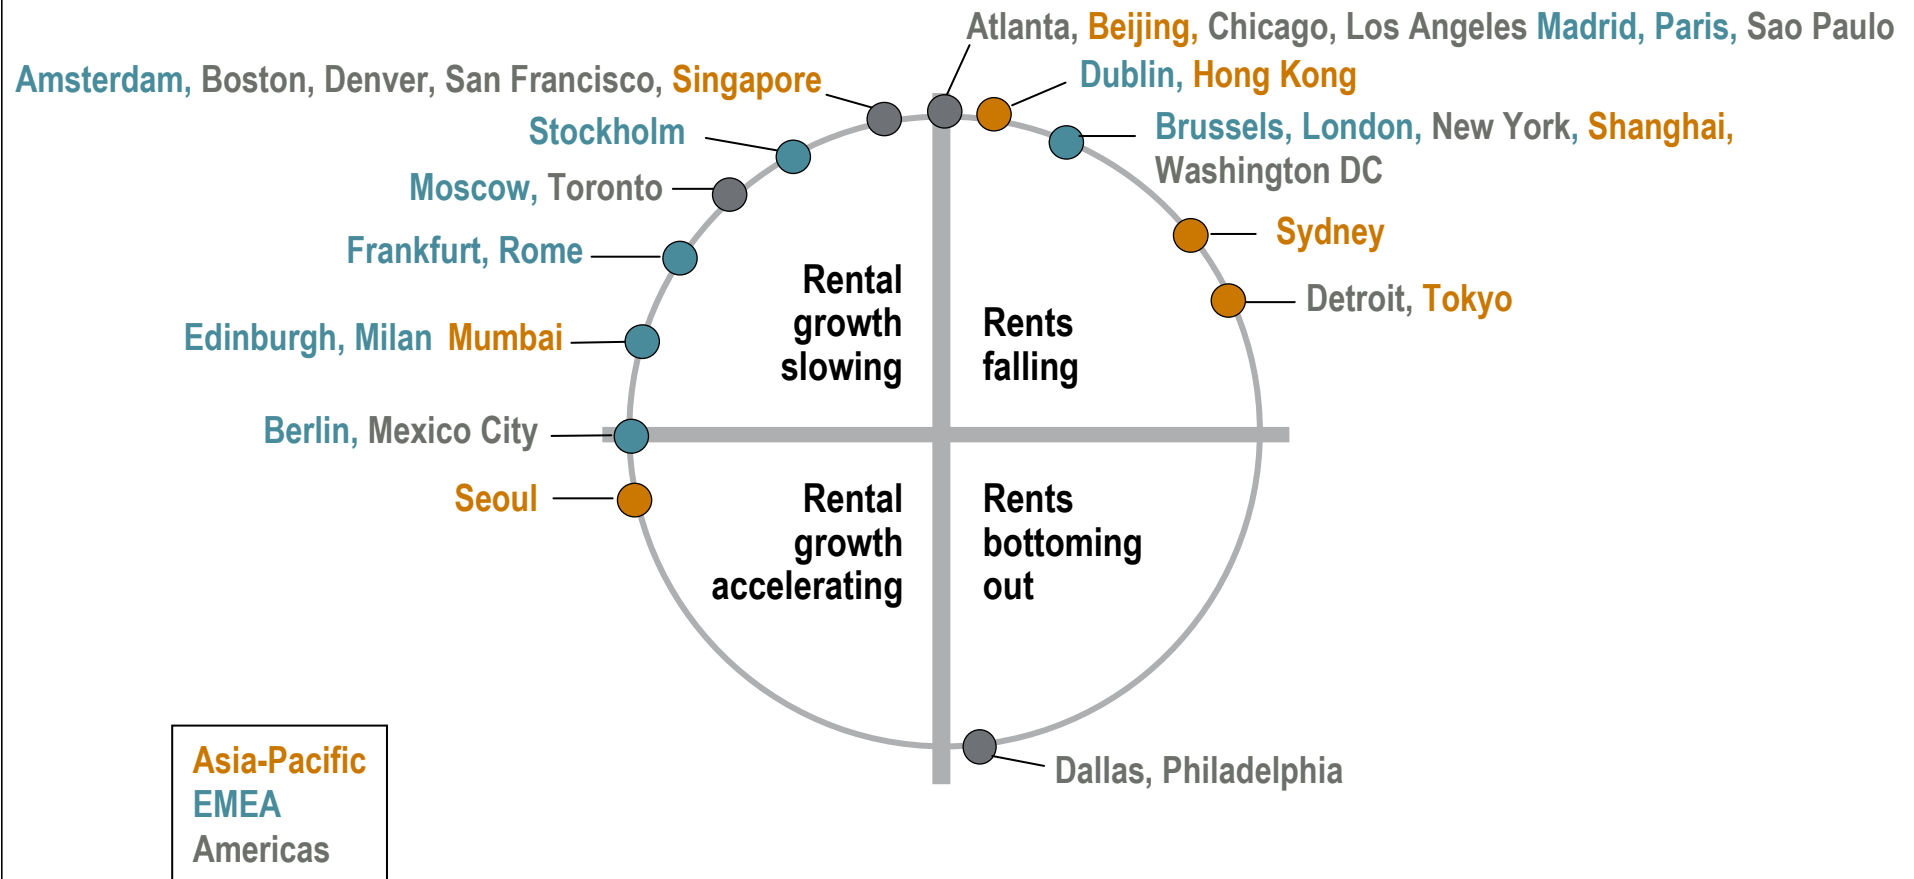 Atlanta, Beijing, Chicago, Los Angeles Madrid, Paris, Sao Paulo
Amsterdam, Boston, Denver, San Francisco, Singapore
Dublin, Hong Kong
Stockholm
Brussels, London, New York, Shanghai,
Washington DC
Moscow, Toronto
Sydney
Frankfurt, Rome
Detroit, Tokyo
Edinburgh, Milan Mumbai
Rental
growth
slowing
Rents
falling
Berlin, Mexico City
Seoul
Rental
growth
accelerating
Rents
bottoming
out
Dallas, Philadelphia
Asia-Pacific
EMEA
Americas